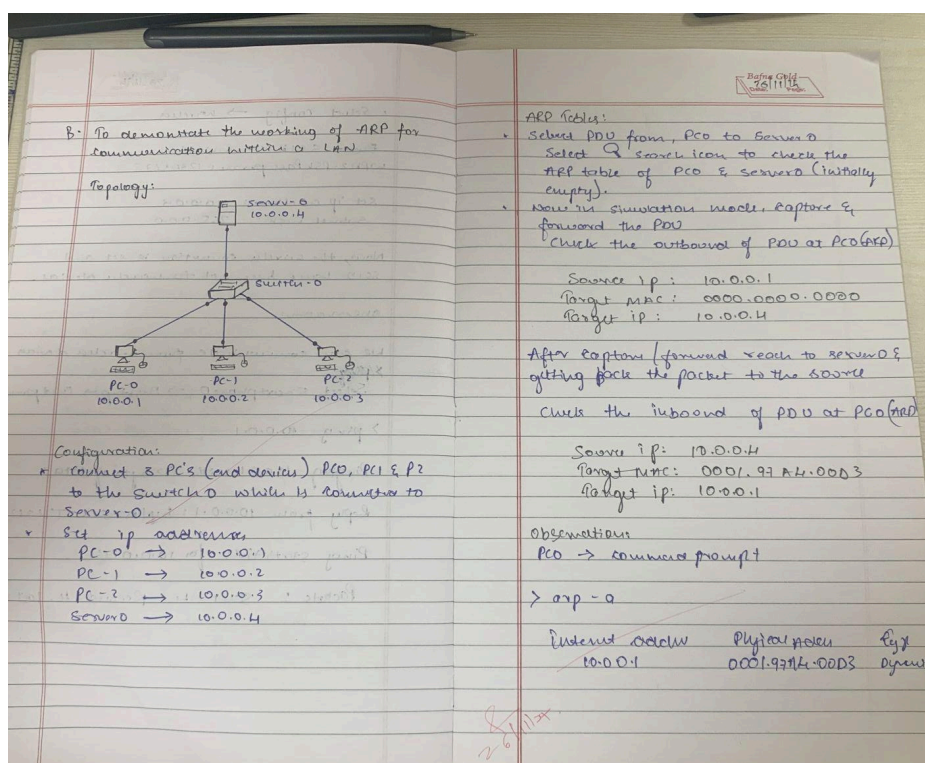 B. To demonstrate the working of ARP for
communication within a LAN.
Topology:
Server-0
10.0.0.4
Switch-0
PC-0
10.0.0.1
PC-1
10.0.0.2
PC-2
10.0.0.3
Configuration:
* Connect 3 PC's (end devices) PC0, PC1 & P2
to the Switch 0 which is connected to
Server-0.
* Set ip addresses
PC-0 → 10.0.0.1
PC-1 → 10.0.0.2
PC-2 → 10.0.0.3
Server0 → 10.0.0.4
Bafna Gold
Date: Page:
ARP Tables:
• Select PDU from, PC0 to Server0
Select search icon to check the
ARP table of PC0 & Server0 (initially
empty).
• Now in simulation mode, capture &
forward the PDU
Check the outbound of PDU at PC0 (ARP)
Source ip: 10.0.0.1
Target MAC: 0000.0000.0000
Target ip: 10.0.0.4
After capture / forward reach to server0 &
getting back the packet to the source
Check the inbound of PDU at PC0 (ARP)
Source ip: 10.0.0.4
Target MAC: 0001.97A4.00D3
Target ip: 10.0.0.1
Observation:
PC0 → command prompt
> arp -a
Internet address Physical Address Type
10.0.0.1 0001.97A4.00D3